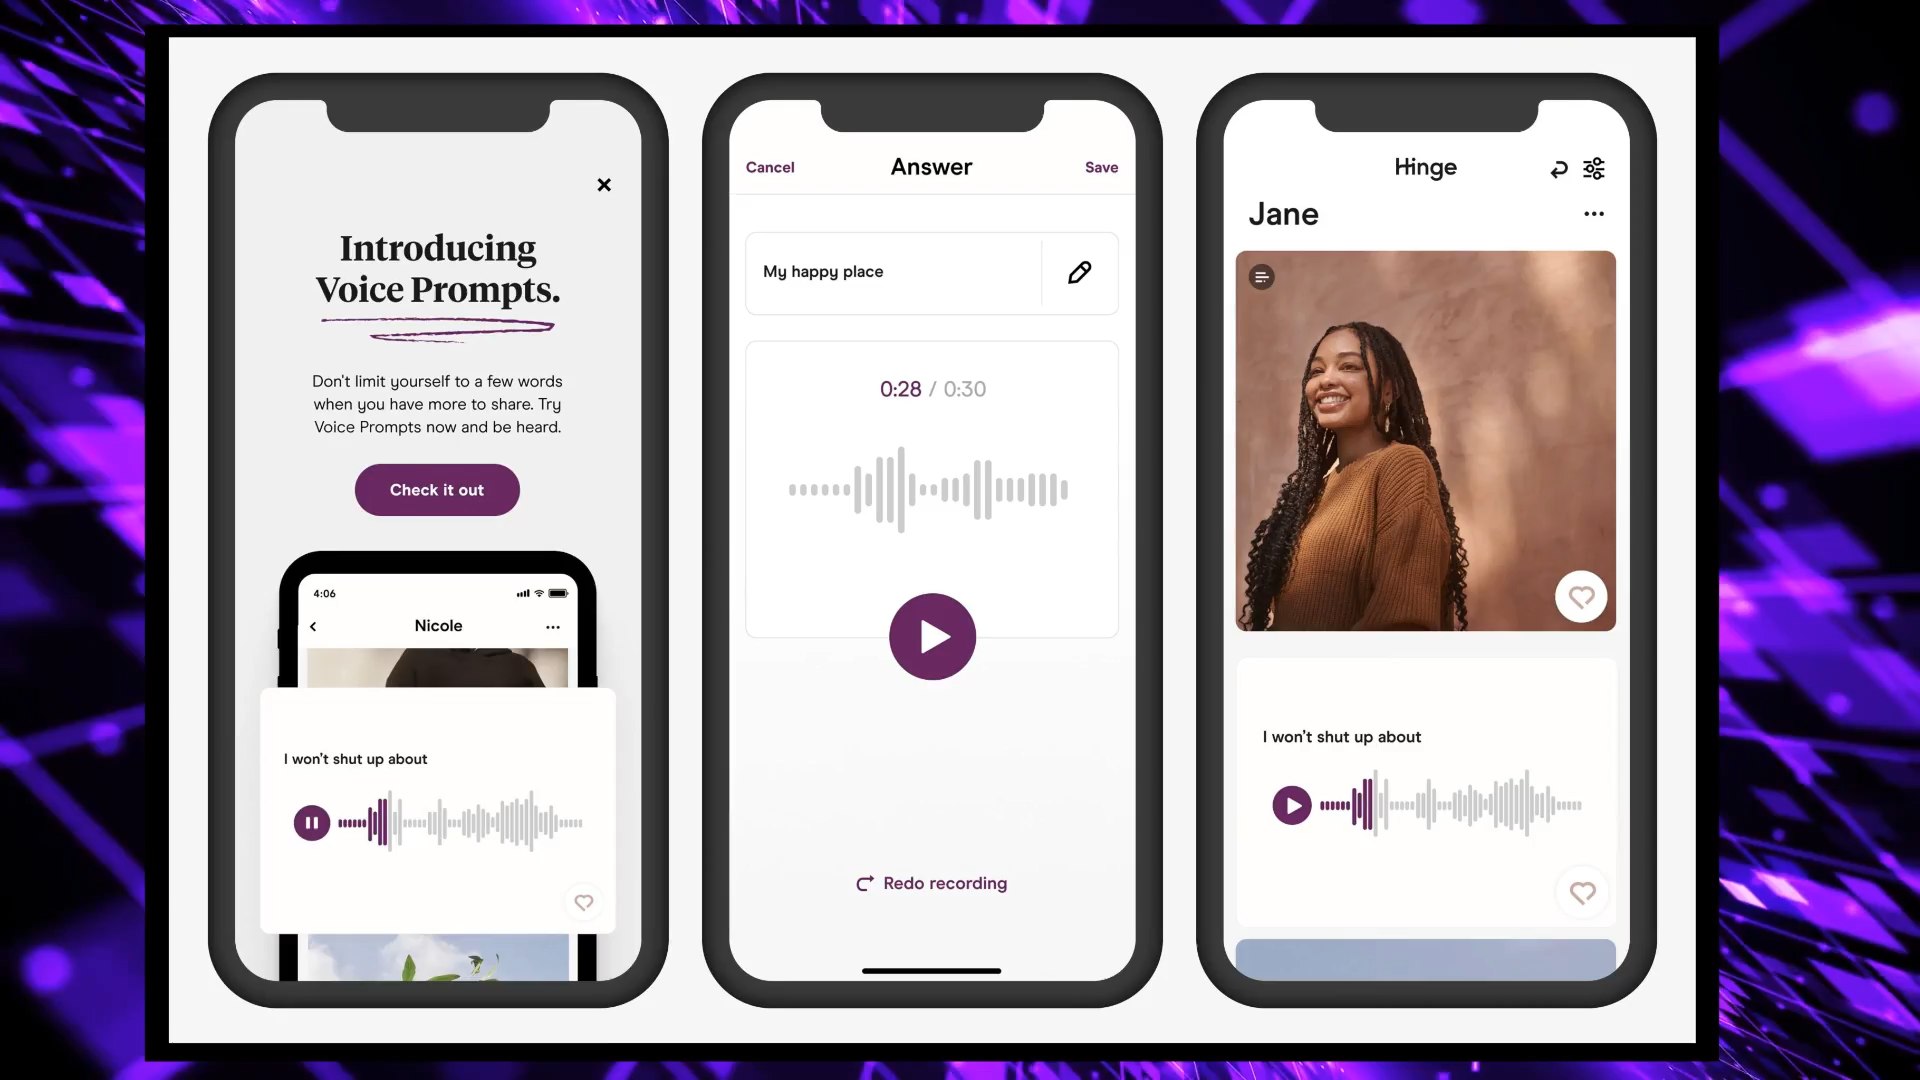 Introducing
Voice Prompts.
Don't limit yourself to a few words
when you have more to share. Try
Voice Prompts now and be heard.
Check it out
4:06
Nicole
I won't shut up about
Cancel
Answer
Save
My happy place
0:28 / 0:30
Redo recording
Hinge
Jane
I won't shut up about